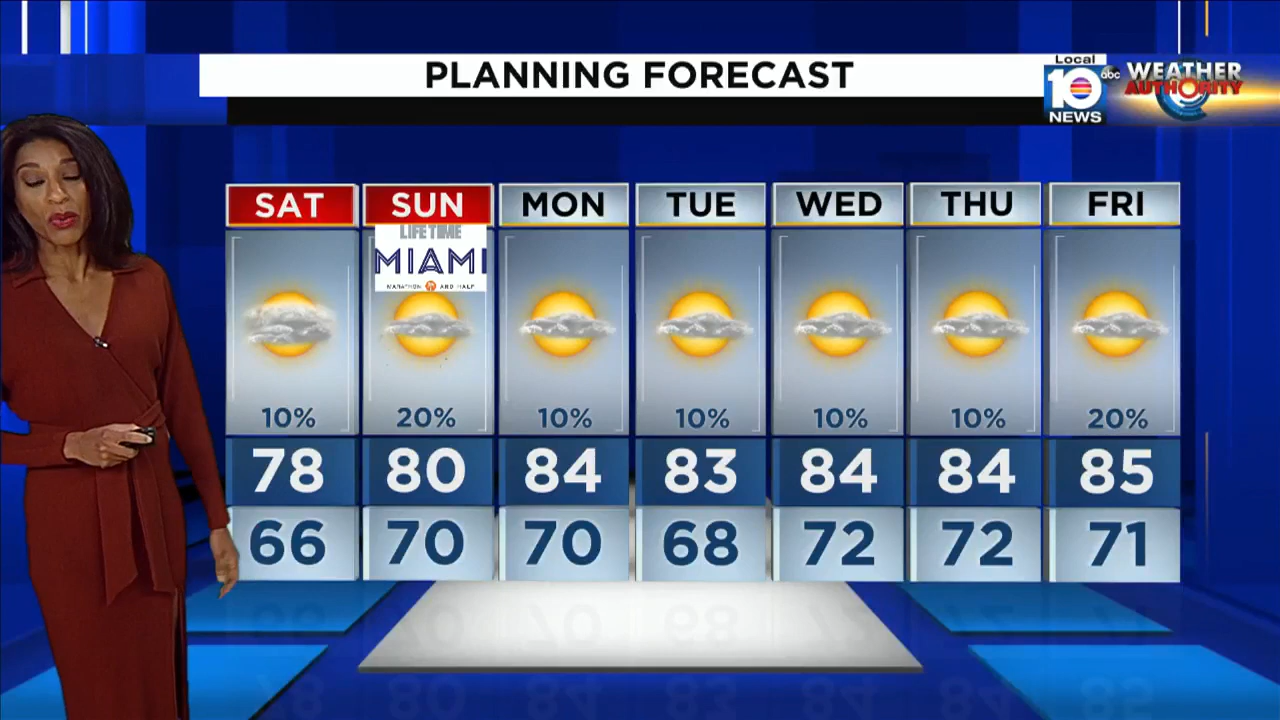 PLANNING FORECAST
Local
10
abc
NEWS
WEATHER
AUTHORITY
SAT SUN MON TUE WED THU FRI
LIFE TIME
MIAMI
MARATHON AND HALF
10% 20% 10% 10% 10% 10% 20%
78 80 84 83 84 84 85
66 70 70 68 72 72 71